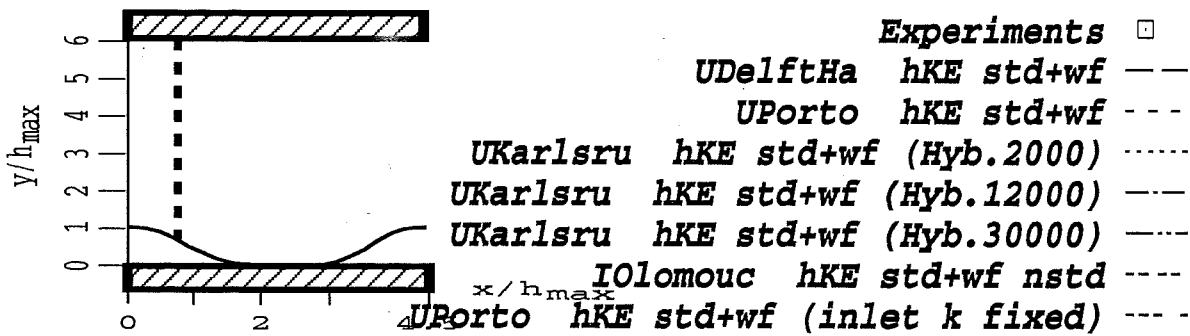 6
5
4
3
2
1
0
y/hmax
0
2
4
x/hmax
Experiments
UDelftHa hKE std+wf
UPorto hKE std+wf
UKarlsru hKE std+wf (Hyb.2000)
UKarlsru hKE std+wf (Hyb.12000)
UKarlsru hKE std+wf (Hyb.30000)
IOlomouc hKE std+wf nstd
UPorto hKE std+wf (inlet k fixed)